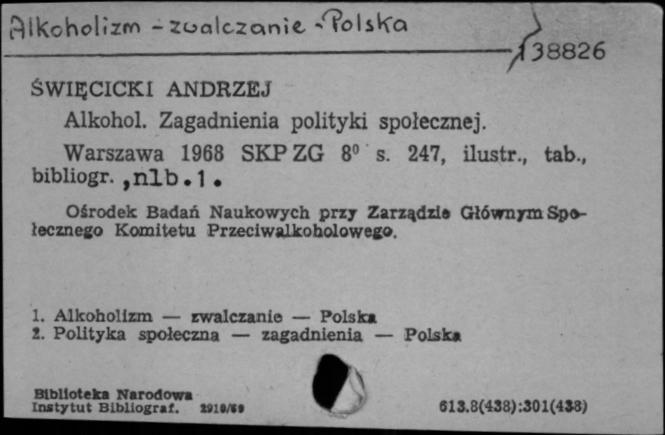 Alkoholizm - zwalczanie - Polska
138826
ŚWIĘCICKI ANDRZEJ
Alkohol. Zagadnienia polityki społecznej.
Warszawa 1968 SKP ZG 8⁰ s. 247, ilustr., tab.,
bibliogr. ,nlb.1.
Ośrodek Badań Naukowych przy Zarządzie Głównym Spo-
łecznego Komitetu Przeciwalkoholowego.
1. Alkoholizm — zwalczanie — Polska
2. Polityka społeczna — zagadnienia — Polska
Biblioteka Narodowa
Instytut Bibliograf. 2910/69
613.8(438):301(438)